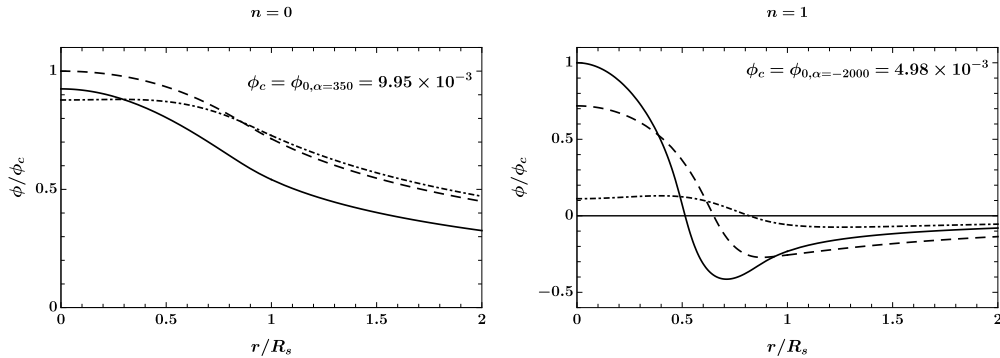 n = 0
ϕ_c = ϕ_{0,α=350} = 9.95 × 10^{−3}
ϕ/ϕ_c
1
0.5
0
0 0.5 1 1.5 2
r/R_s
n = 1
ϕ_c = ϕ_{0,α=−2000} = 4.98 × 10^{−3}
ϕ/ϕ_c
1
0.5
0
−0.5
0 0.5 1 1.5 2
r/R_s